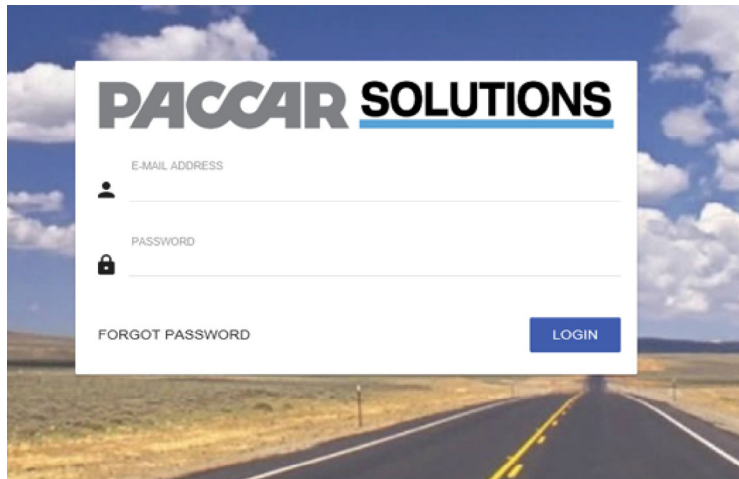 PACCAR SOLUTIONS
E-MAIL ADDRESS
PASSWORD
FORGOT PASSWORD
LOGIN